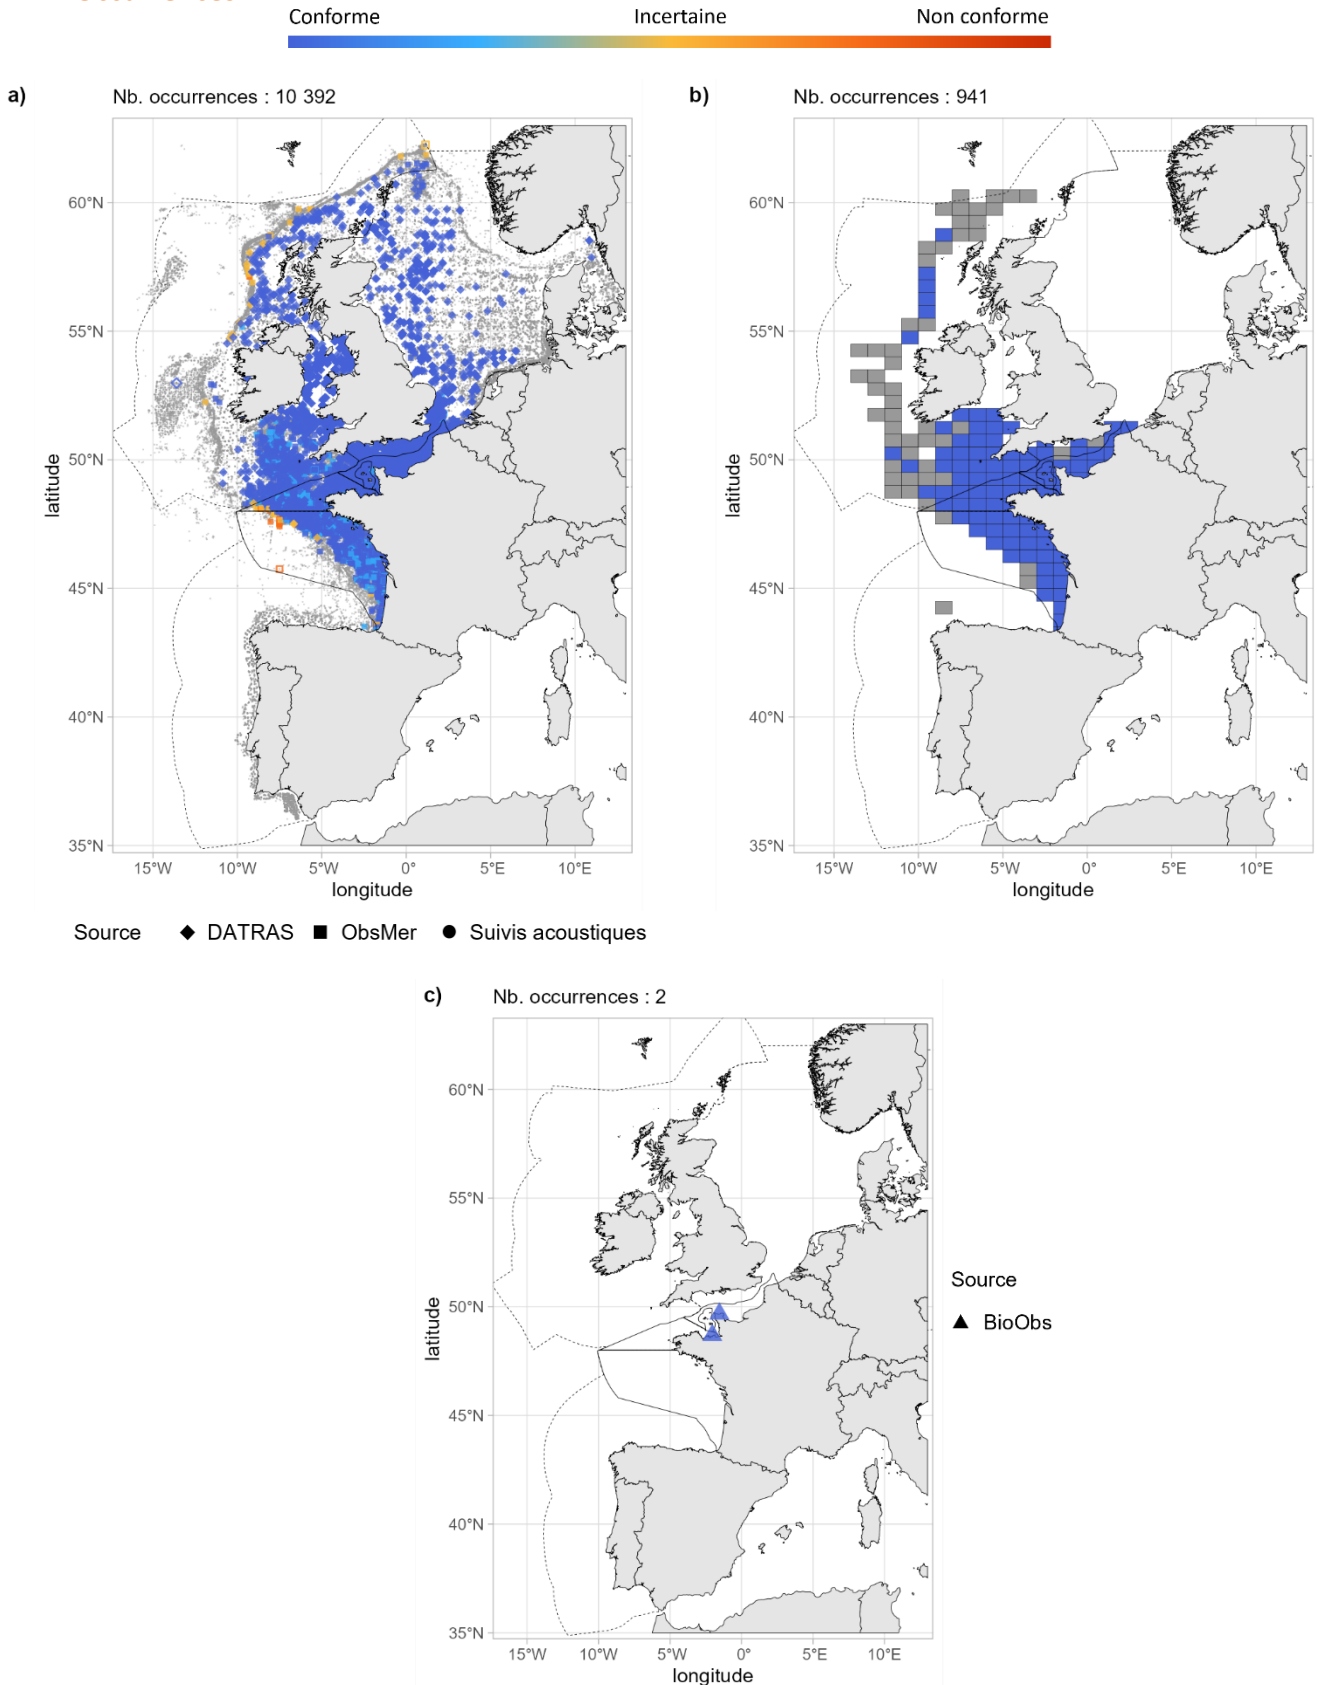 Conforme Incertaine Non conforme
a) Nb. occurrences : 10 392
b) Nb. occurrences : 941
60°N
55°N
50°N
45°N
40°N
35°N
latitude
15°W 10°W 5°W 0° 5°E 10°E
longitude
60°N
55°N
50°N
45°N
40°N
35°N
latitude
15°W 10°W 5°W 0° 5°E 10°E
longitude
Source DATRAS ObsMer Suivis acoustiques
c) Nb. occurrences : 2
60°N
55°N
50°N
45°N
40°N
35°N
latitude
15°W 10°W 5°W 0° 5°E 10°E
longitude
Source
BioObs